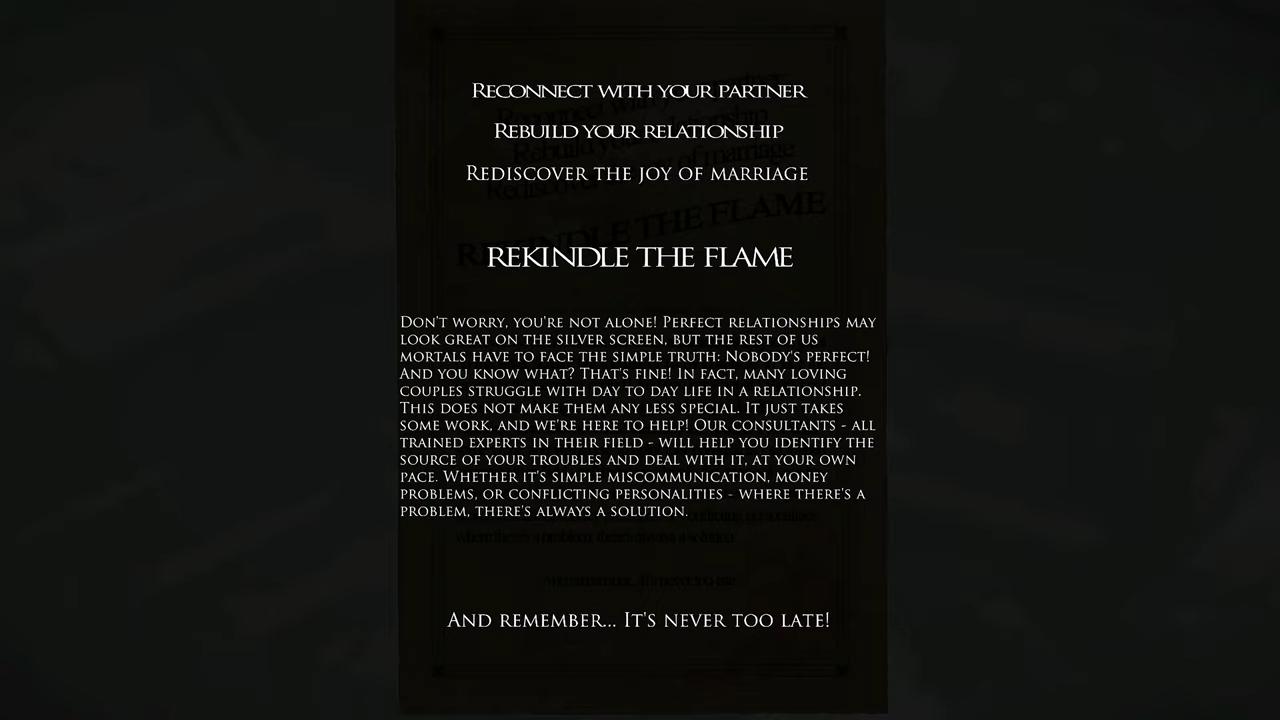 Reconnect with your partner
Rebuild your relationship
Rediscover the joy of marriage
REKINDLE THE FLAME
Don't worry, you're not alone! Perfect relationships may
look great on the silver screen, but the rest of us
mortals have to face the simple truth: Nobody's perfect!
And you know what? That's fine! In fact, many loving
couples struggle with day to day life in a relationship.
This does not make them any less special. It just takes
some work, and we're here to help! Our consultants - all
trained experts in their field - will help you identify the
source of your troubles and deal with it, at your own
pace. Whether it's simple miscommunication, money
problems, or conflicting personalities - where there's a
problem, there's always a solution.
And remember... It's never too late!